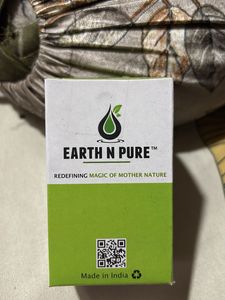 EARTH N PURE™
REDEFINING MAGIC OF MOTHER NATURE
Made in India